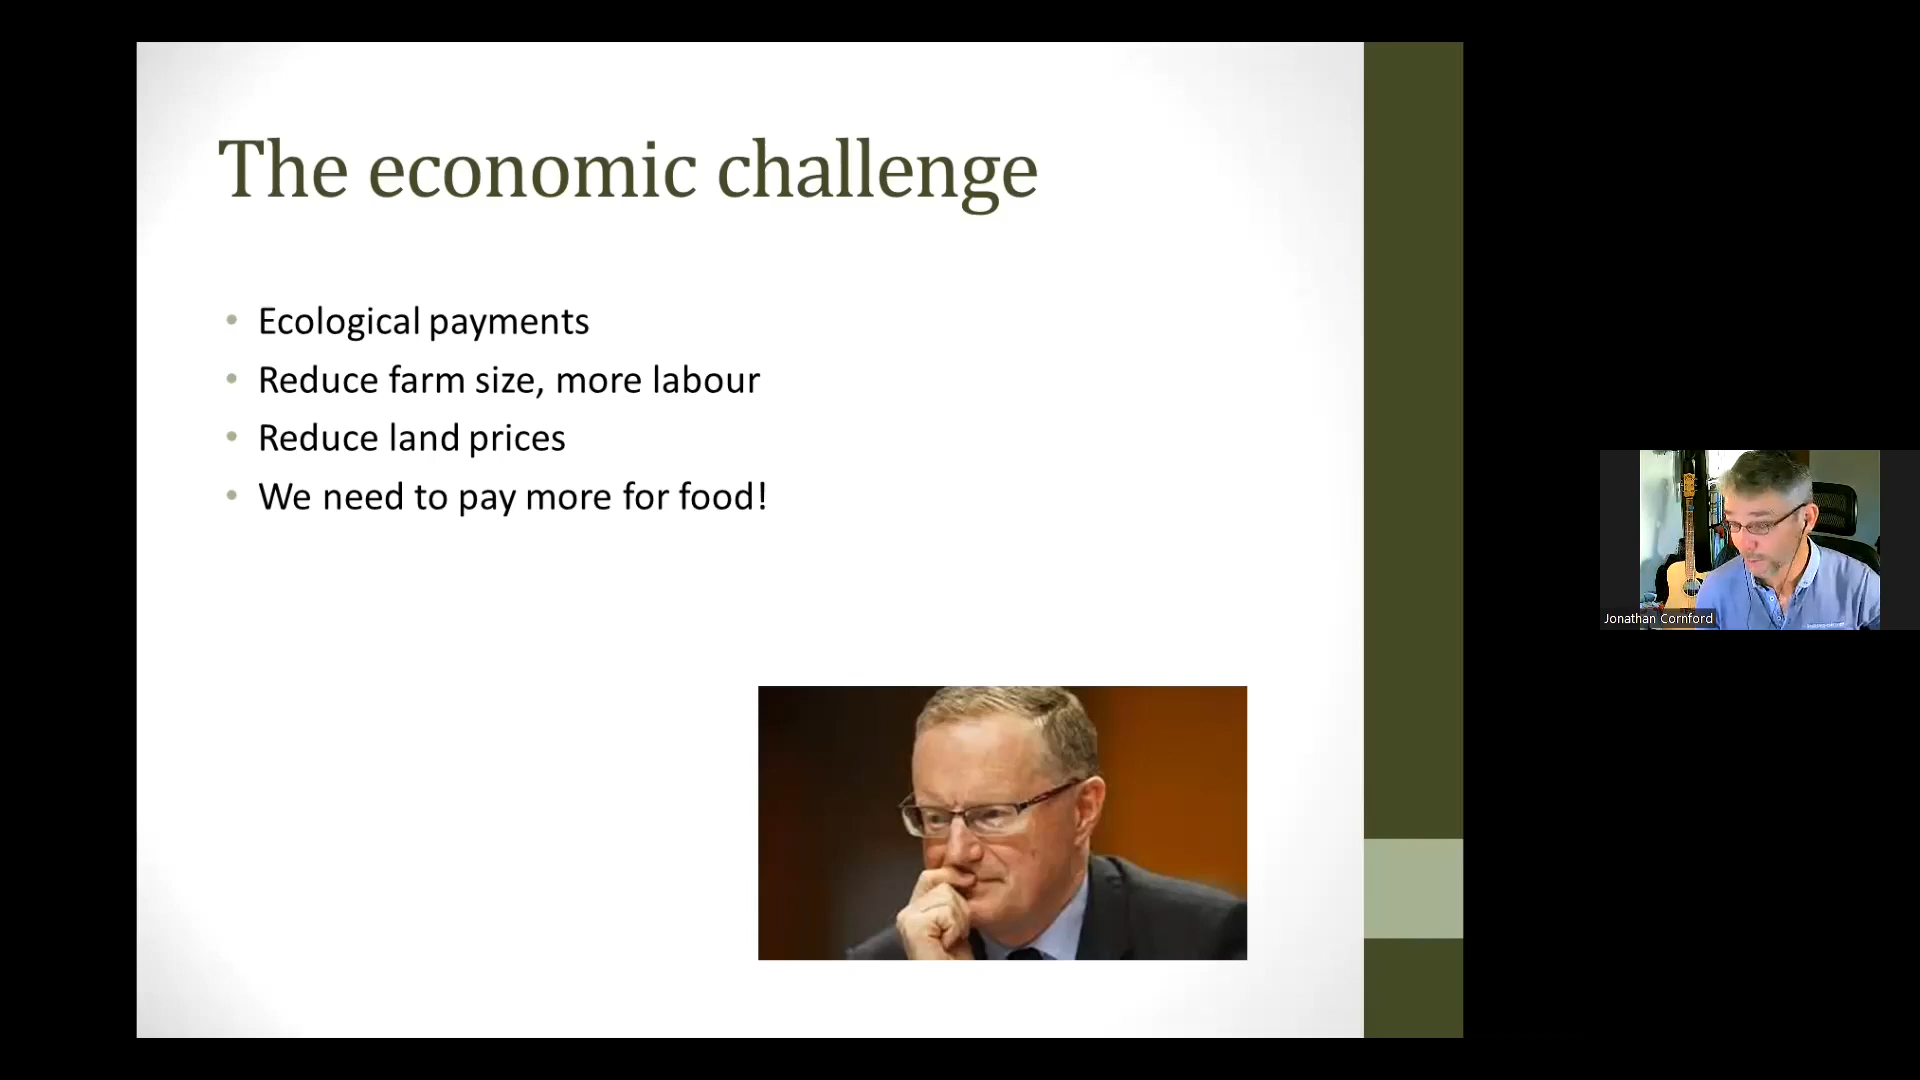 The economic challenge
• Ecological payments
• Reduce farm size, more labour
• Reduce land prices
• We need to pay more for food!
Jonathan Cornford